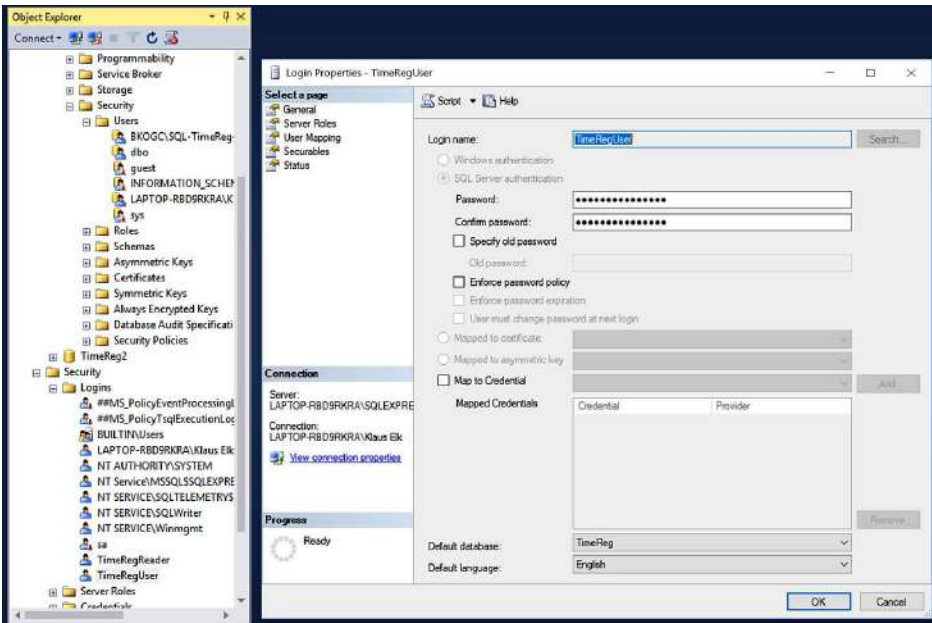 Object Explorer
Connect
Programmability
Service Broker
Storage
Security
Users
BKOGC\SQL-TimeReg-
dbo
guest
INFORMATION_SCHEM
LAPTOP-RBD9RKRA\K
sys
Roles
Schemas
Asymmetric Keys
Certificates
Symmetric Keys
Always Encrypted Keys
Database Audit Specificati
Security Policies
TimeReg2
Security
Logins
##MS_PolicyEventProcessingL
##MS_PolicyTsqlExecutionLog
BUILTIN\Users
LAPTOP-RBD9RKRA\Klaus Elk
NT AUTHORITY\SYSTEM
NT Service\MSSQL$SQLEXPRE
NT SERVICE\SQLTELEMETRY$
NT SERVICE\SQLWriter
NT SERVICE\Winmgmt
sa
TimeRegReader
TimeRegUser
Server Roles
Credentials
Login Properties - TimeRegUser
Select a page
General
Server Roles
User Mapping
Securables
Status
Connection
Server:
LAPTOP-RBD9RKRA\SQLEXPRE
Connection:
LAPTOP-RBD9RKRA\Klaus Elk
View connection properties
Progress
Ready
Script Help
Login name: TimeRegUser Search...
Windows authentication
SQL Server authentication
Password: ●●●●●●●●●●●●●●●
Confirm password: ●●●●●●●●●●●●●●●
Specify old password
Old password:
Enforce password policy
Enforce password expiration
User must change password at next login
Mapped to certificate
Mapped to asymmetric key
Map to Credential Add
Mapped Credentials Credential Provider
Remove
Default database: TimeReg
Default language: English
OK Cancel